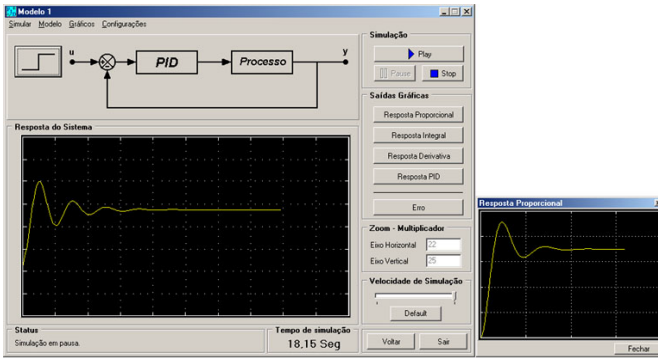 Modelo 1
Simular Modelo Gráficos Configurações
u
PID
Processo
y
Simulação
Play
Pause
Stop
Saídas Gráficas
Resposta Proporcional
Resposta Integral
Resposta Derivativa
Resposta PID
Erro
Resposta do Sistema
Zoom - Multiplicador
Eixo Horizontal 22
Eixo Vertical 25
Velocidade de Simulação
Default
Status
Simulação em pausa.
Tempo de simulação
18,15 Seg
Voltar
Sair
Resposta Proporcional
Fechar